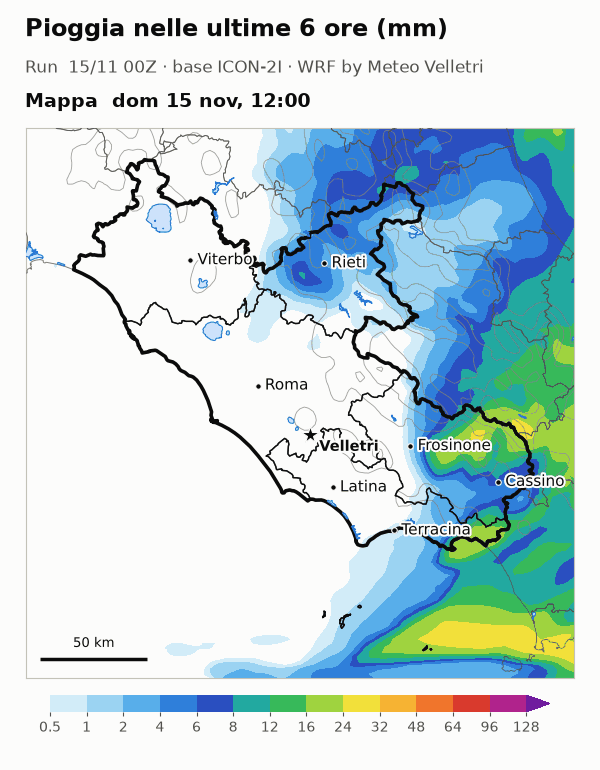 Pioggia nelle ultime 6 ore (mm)
Run  15/11 00Z · base ICON-2I · WRF by Meteo Velletri
Mappa  dom 15 nov, 12:00
Viterbo
Rieti
Roma
Velletri
Frosinone
Latina
Cassino
Terracina
50 km
0.5 1 2 4 6 8 12 16 24 32 48 64 96 128